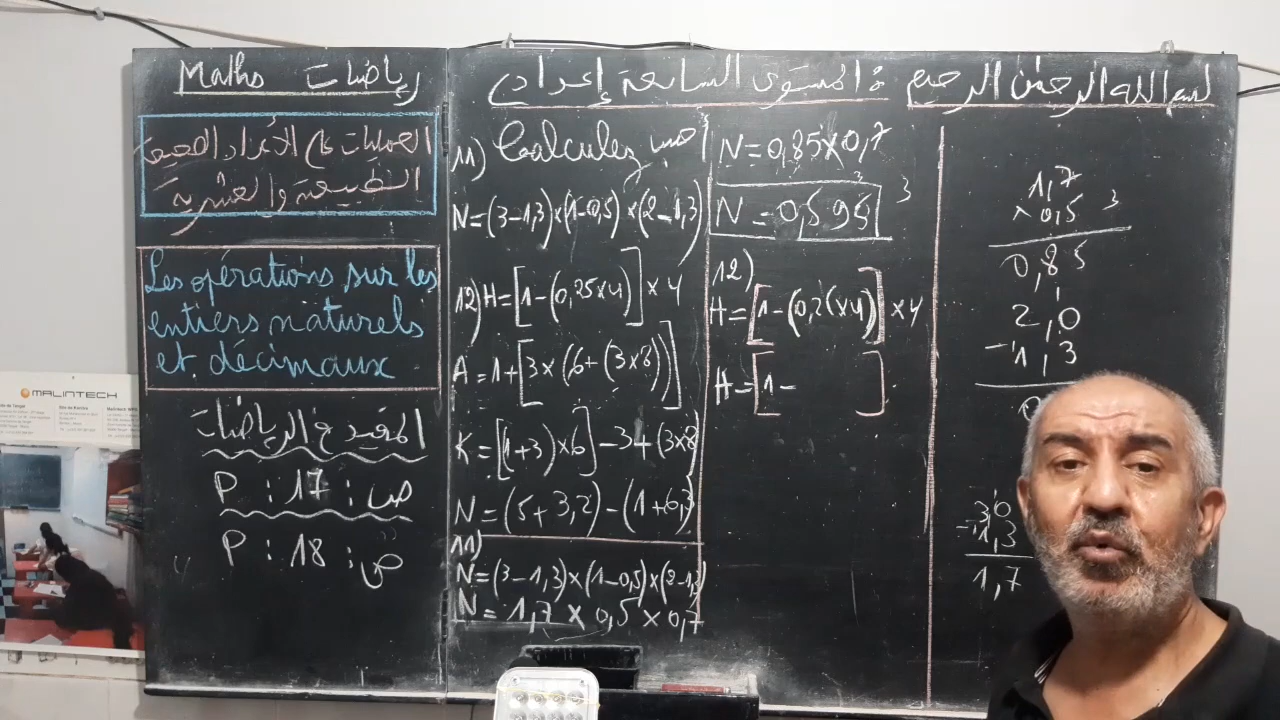 Maths رياضيات
بسم الله الرحمن الرحيم : المستوى السابعة إعدادي
العمليات على الأعداد الصحيحة
الطبيعية والعشرية
Les opérations sur les
entiers naturels
et décimaux
المفيد في الرياضيات
P : 17 : ص
P : 18 : ص
11) Calculez حسب
N=(3-1,3)×(1-0,5)×(2-1,3)
12) H=[1-(0,25×4)]×4
A=1+[3×(6+(3×8))]
K=[(1+3)×6]-3+(3×8)
N=(5+3,2)-(1+6,3)
11)
N=(3-1,3)×(1-0,5)×(2-1,3)
N=1,7×0,5×0,7
N=0,85×0,7
N=0,595
3
12)
H=[1-(0,2(×4)]×4
H=[1- ]
1,7
×0,5 3
0,85
2,0
-1,3
0
30
-1,3
1,7
MALINTECH